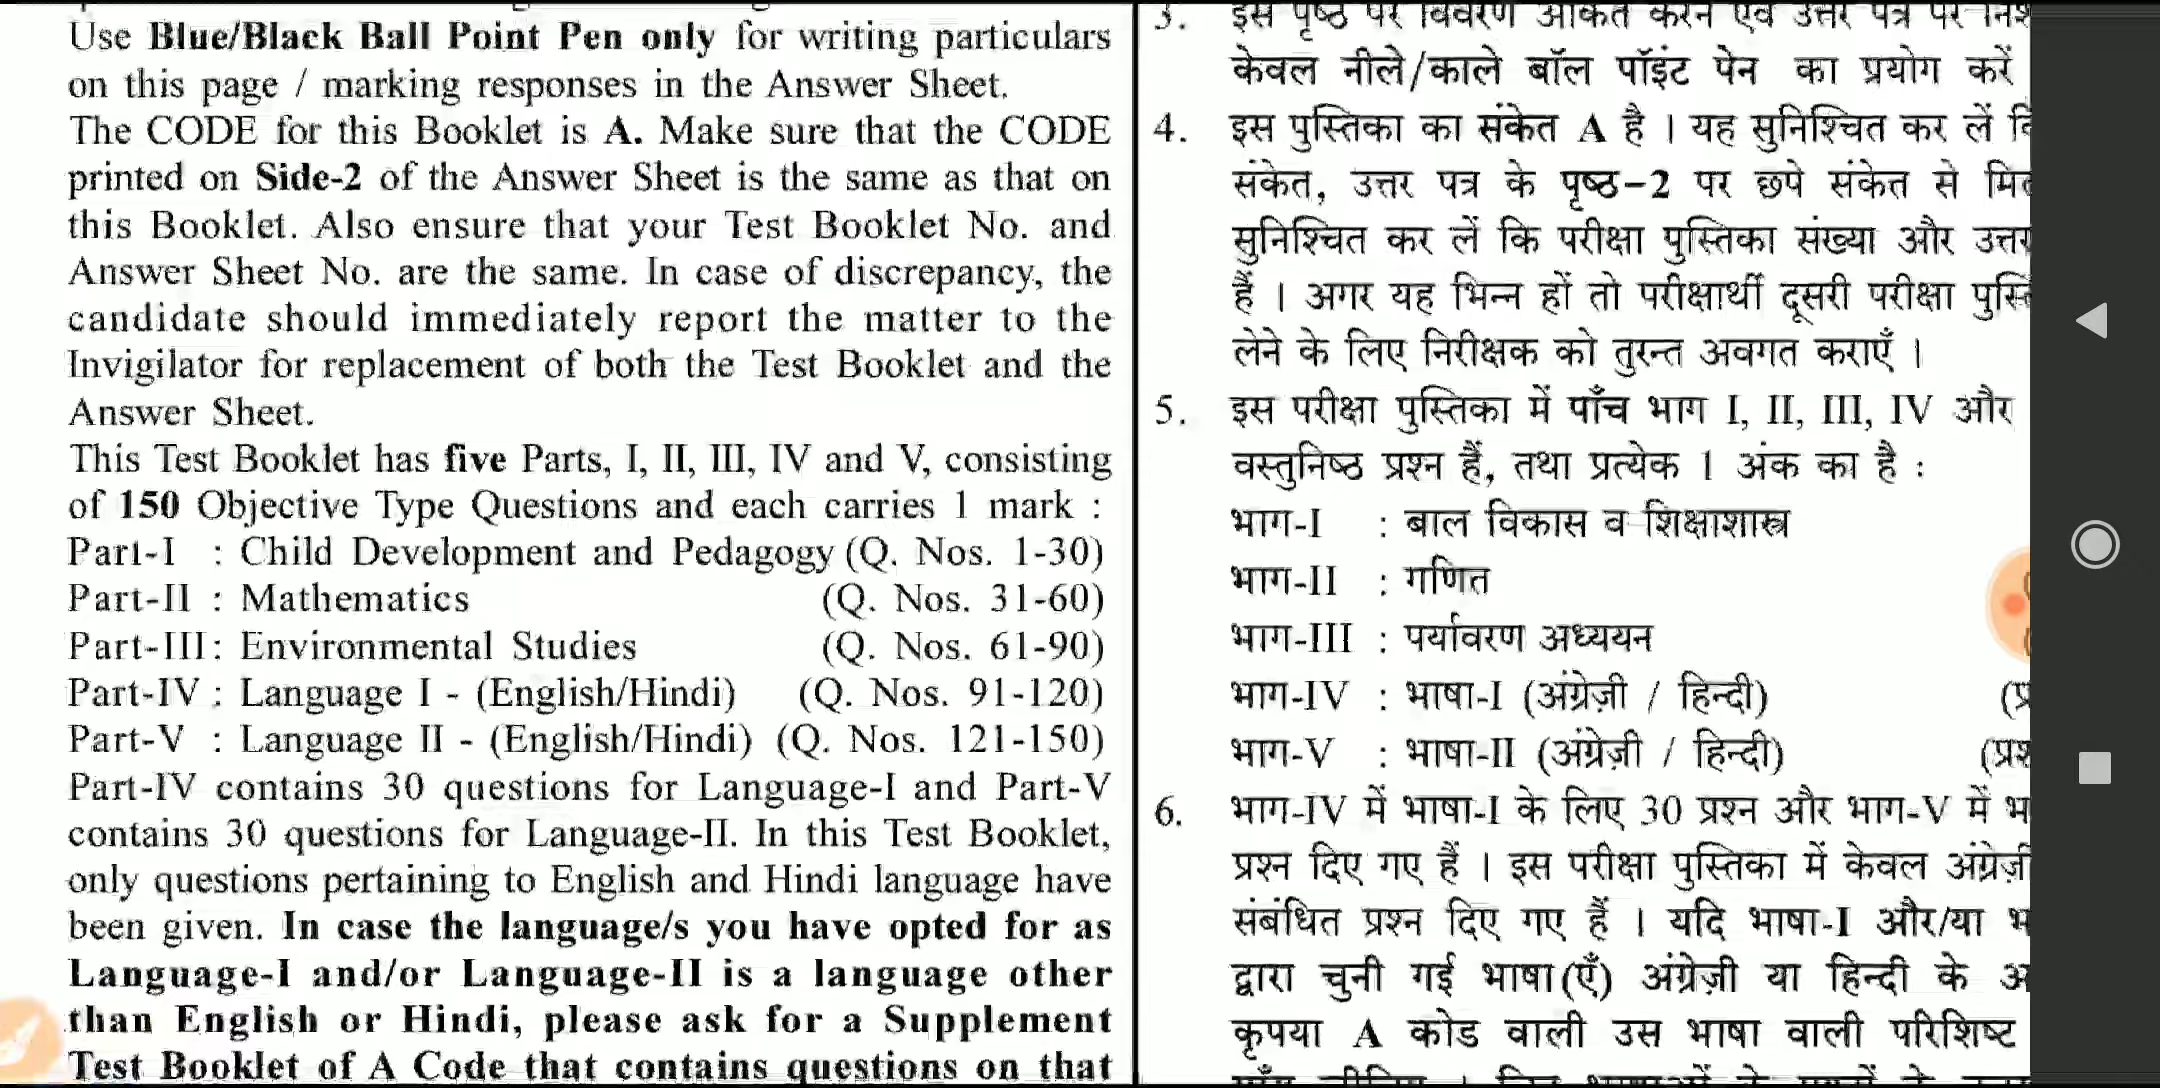 Use Blue/Black Ball Point Pen only for writing particulars
on this page / marking responses in the Answer Sheet.
The CODE for this Booklet is A. Make sure that the CODE
printed on Side-2 of the Answer Sheet is the same as that on
this Booklet. Also ensure that your Test Booklet No. and
Answer Sheet No. are the same. In case of discrepancy, the
candidate should immediately report the matter to the
Invigilator for replacement of both the Test Booklet and the
Answer Sheet.
This Test Booklet has five Parts, I, II, III, IV and V, consisting
of 150 Objective Type Questions and each carries 1 mark :
Part-I : Child Development and Pedagogy (Q. Nos. 1-30)
Part-II : Mathematics (Q. Nos. 31-60)
Part-III : Environmental Studies (Q. Nos. 61-90)
Part-IV : Language I - (English/Hindi) (Q. Nos. 91-120)
Part-V : Language II - (English/Hindi) (Q. Nos. 121-150)
Part-IV contains 30 questions for Language-I and Part-V
contains 30 questions for Language-II. In this Test Booklet,
only questions pertaining to English and Hindi language have
been given. In case the language/s you have opted for as
Language-I and/or Language-II is a language other
than English or Hindi, please ask for a Supplement
Test Booklet of A Code that contains questions on that
3. इस पृष्ठ पर विवरण अंकित करने एवं उत्तर पत्र पर
केवल नीले/काले बॉल पॉइंट पेन का प्रयोग करें
4. इस पुस्तिका का संकेत A है । यह सुनिश्चित कर लें
संकेत, उत्तर पत्र के पृष्ठ-2 पर छपे संकेत से
सुनिश्चित कर लें कि परीक्षा पुस्तिका संख्या और
हैं । अगर यह भिन्न हों तो परीक्षार्थी दूसरी परीक्षा
लेने के लिए निरीक्षक को तुरन्त अवगत कराएँ ।
5. इस परीक्षा पुस्तिका में पाँच भाग I, II, III, IV और
वस्तुनिष्ठ प्रश्न हैं, तथा प्रत्येक 1 अंक का है :
भाग-I : बाल विकास व शिक्षाशास्त्र
भाग-II : गणित
भाग-III : पर्यावरण अध्ययन
भाग-IV : भाषा-I (अंग्रेज़ी / हिन्दी)
भाग-V : भाषा-II (अंग्रेज़ी / हिन्दी)
6. भाग-IV में भाषा-I के लिए 30 प्रश्न और भाग-V में
प्रश्न दिए गए हैं । इस परीक्षा पुस्तिका में केवल अंग्रेज़ी
संबंधित प्रश्न दिए गए हैं । यदि भाषा-I और/या
द्वारा चुनी गई भाषा(एँ) अंग्रेज़ी या हिन्दी के
कृपया A कोड वाली उस भाषा वाली परिशिष्ट